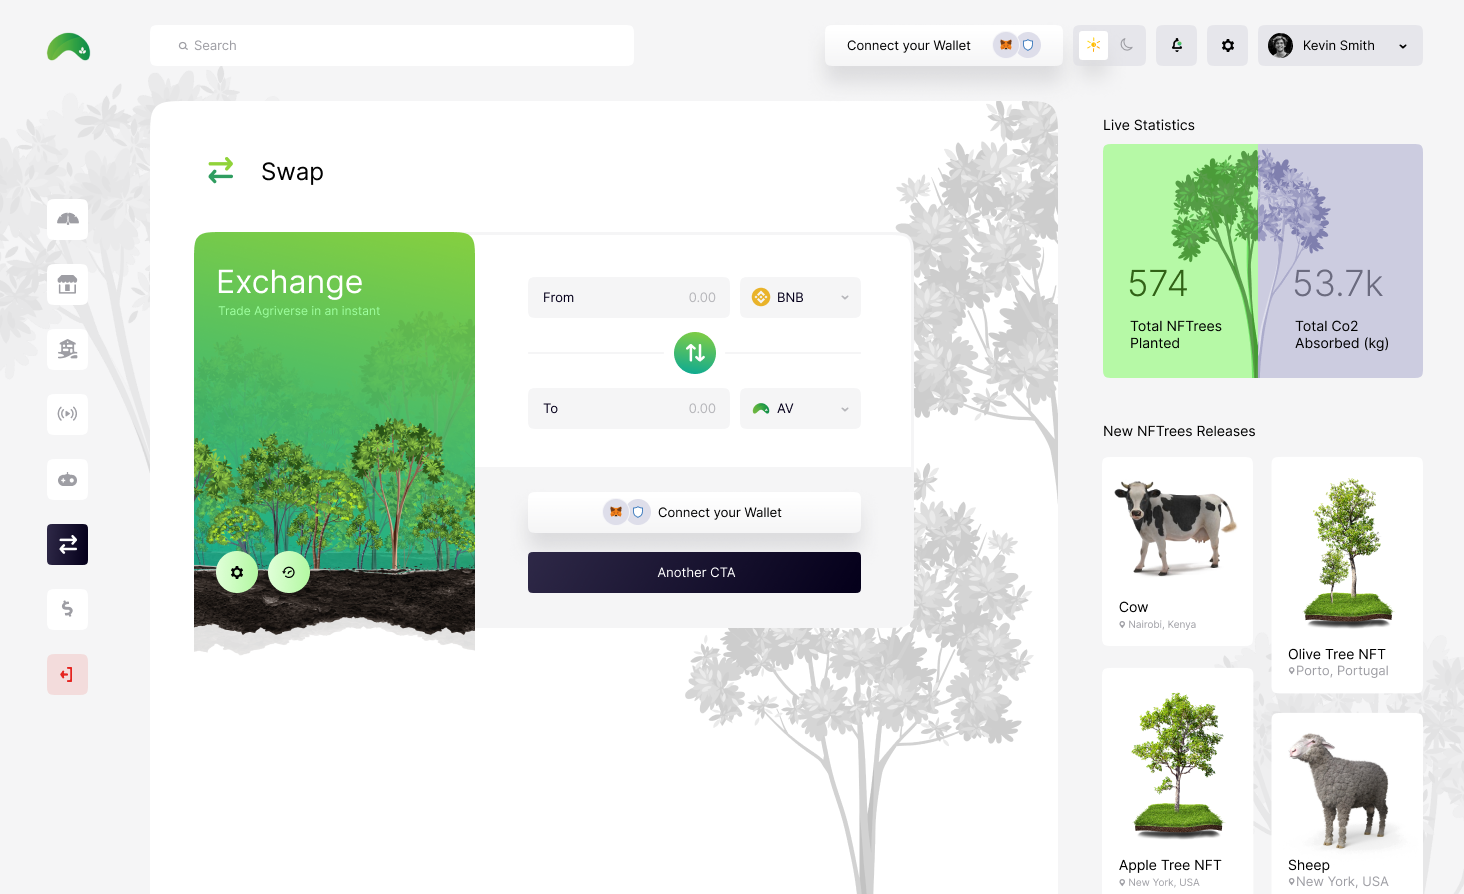 Search
Connect your Wallet
Kevin Smith
Swap
Exchange
Trade Agriverse in an instant
From
0.00
BNB
To
0.00
AV
Connect your Wallet
Another CTA
Live Statistics
574
Total NFTrees
Planted
53.7k
Total Co2
Absorbed (kg)
New NFTrees Releases
Cow
Nairobi, Kenya
Olive Tree NFT
Porto, Portugal
Apple Tree NFT
New York, USA
Sheep
New York, USA